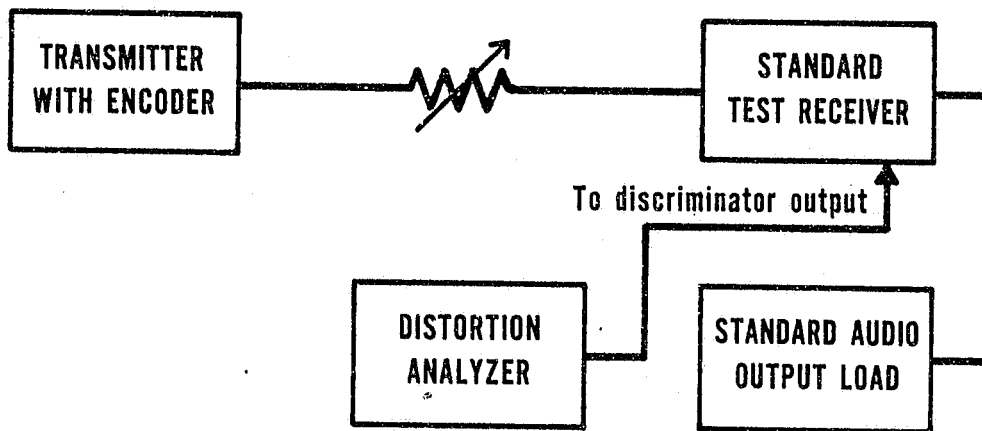 TRANSMITTER
WITH ENCODER
STANDARD
TEST RECEIVER
To discriminator output
DISTORTION
ANALYZER
STANDARD AUDIO
OUTPUT LOAD